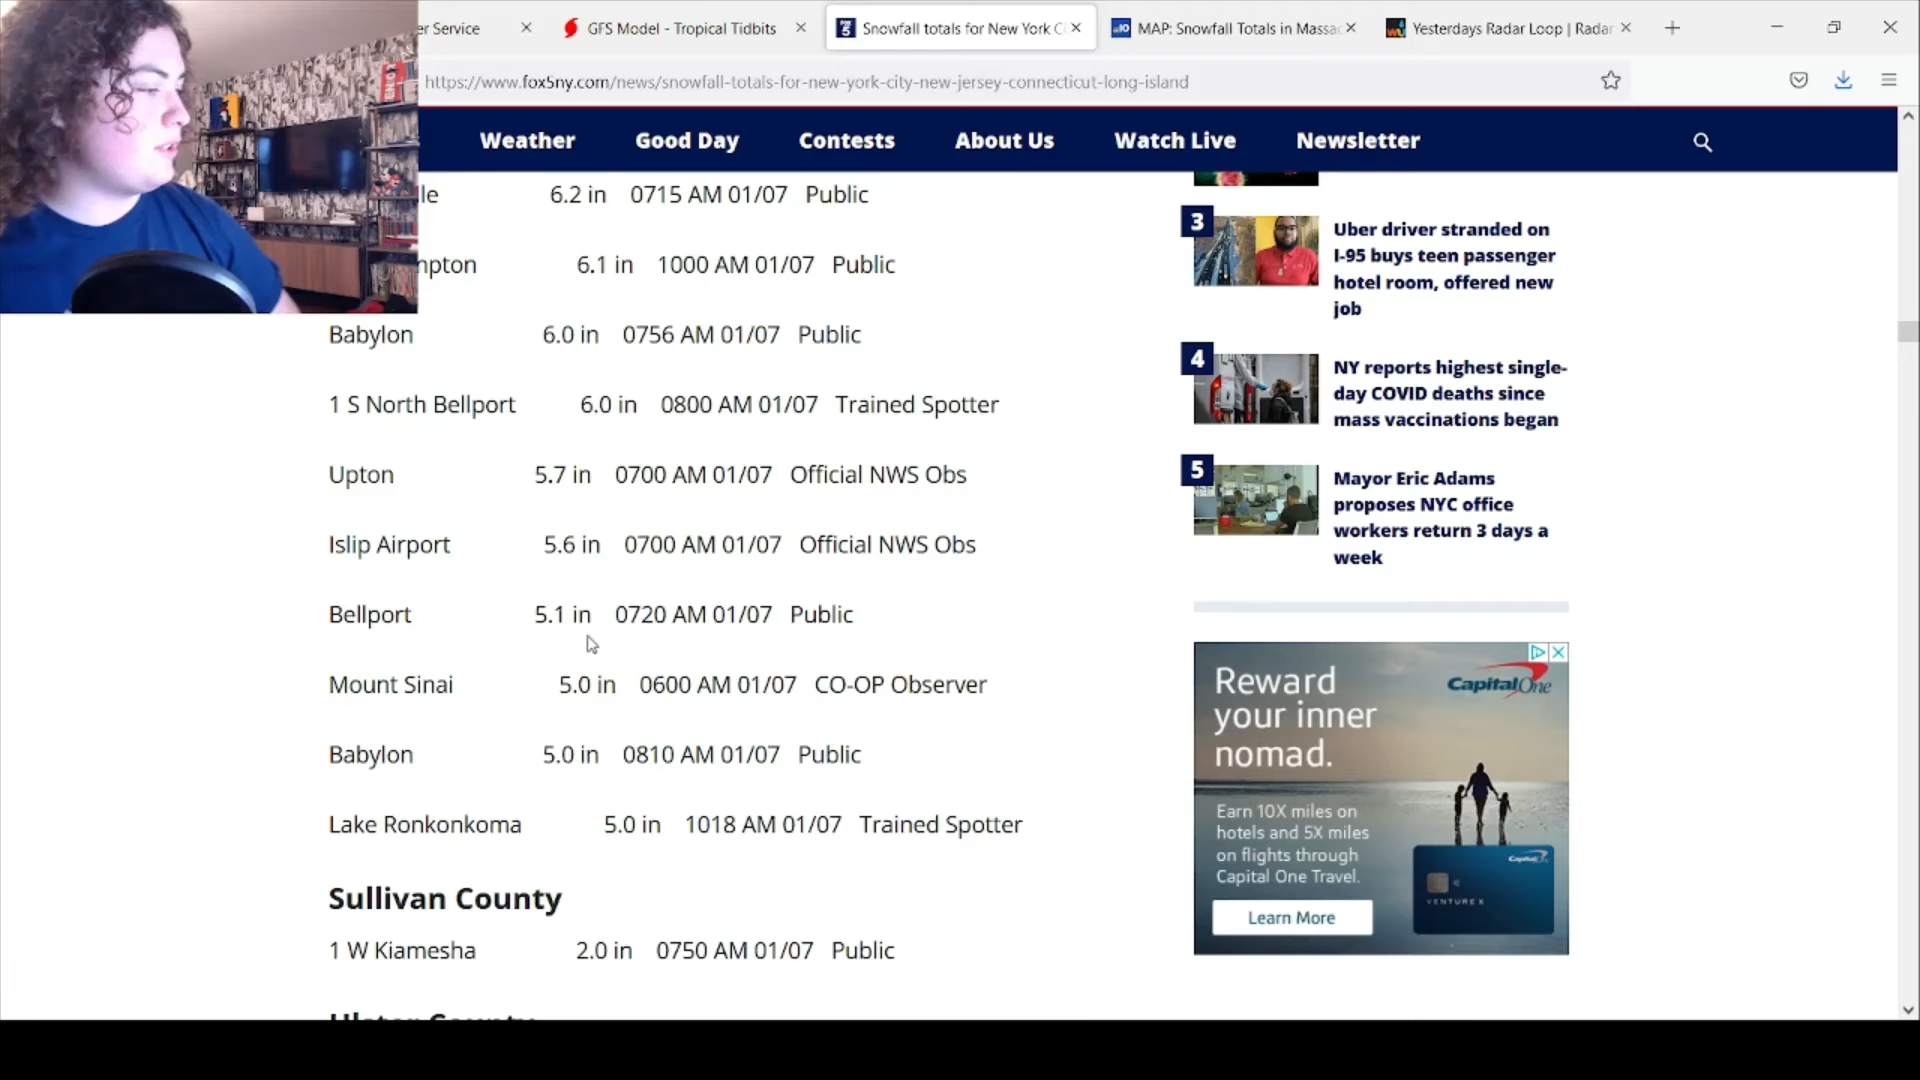 er Service
GFS Model - Tropical Tidbits
Snowfall totals for New York C
MAP: Snowfall Totals in Massac
Yesterdays Radar Loop | Radar
https://www.fox5ny.com/news/snowfall-totals-for-new-york-city-new-jersey-connecticut-long-island
Weather Good Day Contests About Us Watch Live Newsletter
le 6.2 in 0715 AM 01/07 Public
mpton 6.1 in 1000 AM 01/07 Public
Babylon 6.0 in 0756 AM 01/07 Public
1 S North Bellport 6.0 in 0800 AM 01/07 Trained Spotter
Upton 5.7 in 0700 AM 01/07 Official NWS Obs
Islip Airport 5.6 in 0700 AM 01/07 Official NWS Obs
Bellport 5.1 in 0720 AM 01/07 Public
Mount Sinai 5.0 in 0600 AM 01/07 CO-OP Observer
Babylon 5.0 in 0810 AM 01/07 Public
Lake Ronkonkoma 5.0 in 1018 AM 01/07 Trained Spotter
Sullivan County
1 W Kiamesha 2.0 in 0750 AM 01/07 Public
3
Uber driver stranded on
I-95 buys teen passenger
hotel room, offered new
job
4
NY reports highest single-
day COVID deaths since
mass vaccinations began
5
Mayor Eric Adams
proposes NYC office
workers return 3 days a
week
Reward
your inner
nomad.
CapitalOne
Earn 10X miles on
hotels and 5X miles
on flights through
Capital One Travel.
Learn More
CapitalOne
VENTURE X